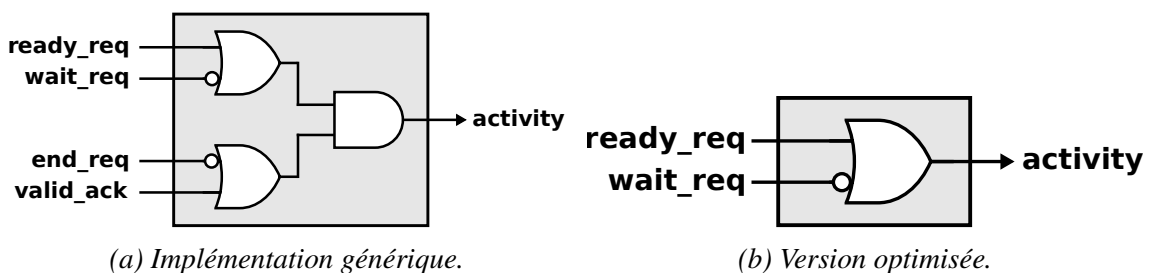 ready_req
wait_req
activity
end_req
valid_ack
(a) Implémentation générique.
ready_req
wait_req
activity
(b) Version optimisée.